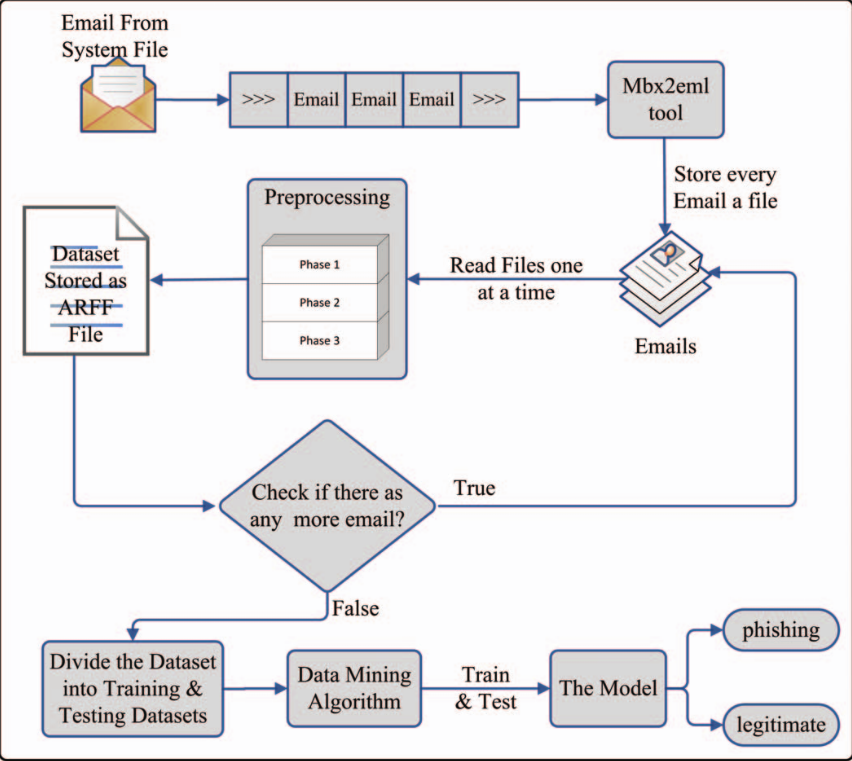 Email From
System File
>>>
Email
Email
Email
>>>
Mbx2eml
tool
Store every
Email a file
Preprocessing
Phase 1
Phase 2
Phase 3
Dataset
Stored as
ARFF
File
Read Files one
at a time
Emails
Check if there as
any more email?
True
False
Divide the Dataset
into Training &
Testing Datasets
Data Mining
Algorithm
Train
& Test
The Model
phishing
legitimate